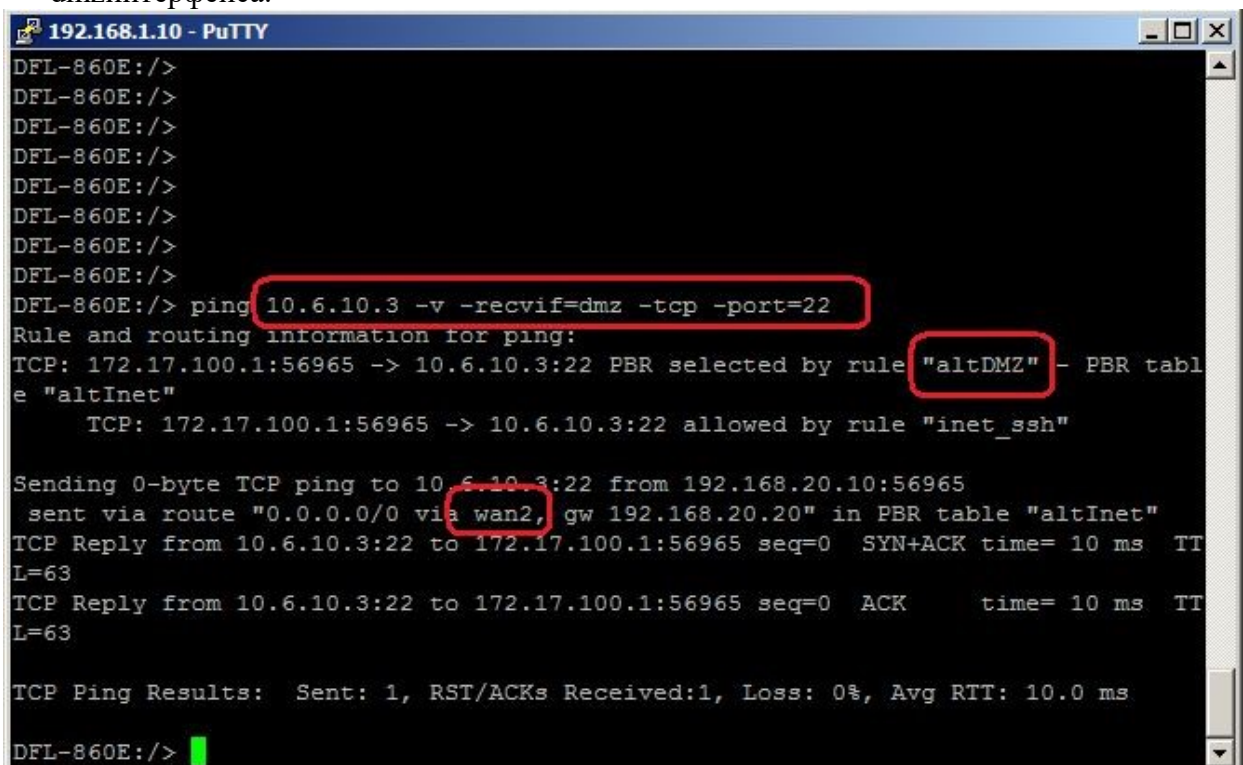 dmzинтерфейса.
192.168.1.10 - PuTTY
DFL-860E:/>
DFL-860E:/>
DFL-860E:/>
DFL-860E:/>
DFL-860E:/>
DFL-860E:/>
DFL-860E:/>
DFL-860E:/>
DFL-860E:/> ping 10.6.10.3 -v -recvif=dmz -tcp -port=22
Rule and routing information for ping:
TCP: 172.17.100.1:56965 -> 10.6.10.3:22 PBR selected by rule "altDMZ" - PBR tabl
e "altInet"
TCP: 172.17.100.1:56965 -> 10.6.10.3:22 allowed by rule "inet_ssh"
Sending 0-byte TCP ping to 10.6.10.3:22 from 192.168.20.10:56965
sent via route "0.0.0.0/0 via wan2, gw 192.168.20.20" in PBR table "altInet"
TCP Reply from 10.6.10.3:22 to 172.17.100.1:56965 seq=0 SYN+ACK time= 10 ms TT
L=63
TCP Reply from 10.6.10.3:22 to 172.17.100.1:56965 seq=0 ACK time= 10 ms TT
L=63
TCP Ping Results: Sent: 1, RST/ACKs Received:1, Loss: 0%, Avg RTT: 10.0 ms
DFL-860E:/>